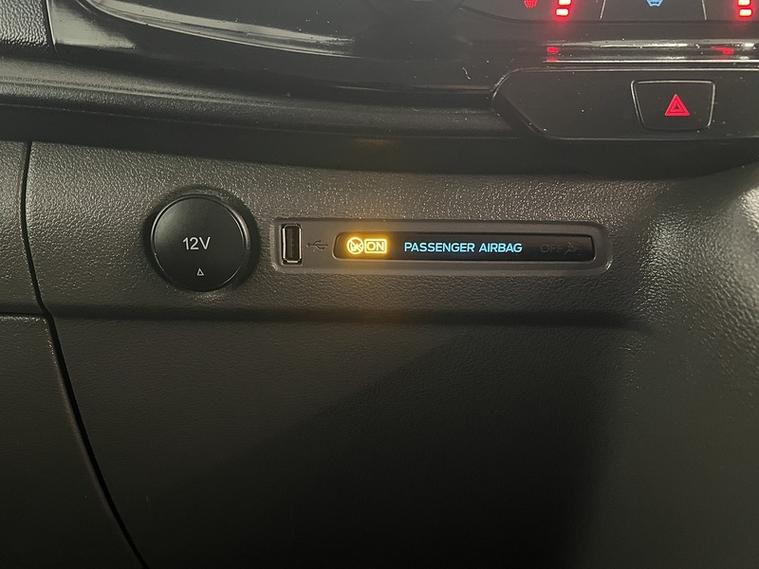 12V
ON PASSENGER AIRBAG OFF